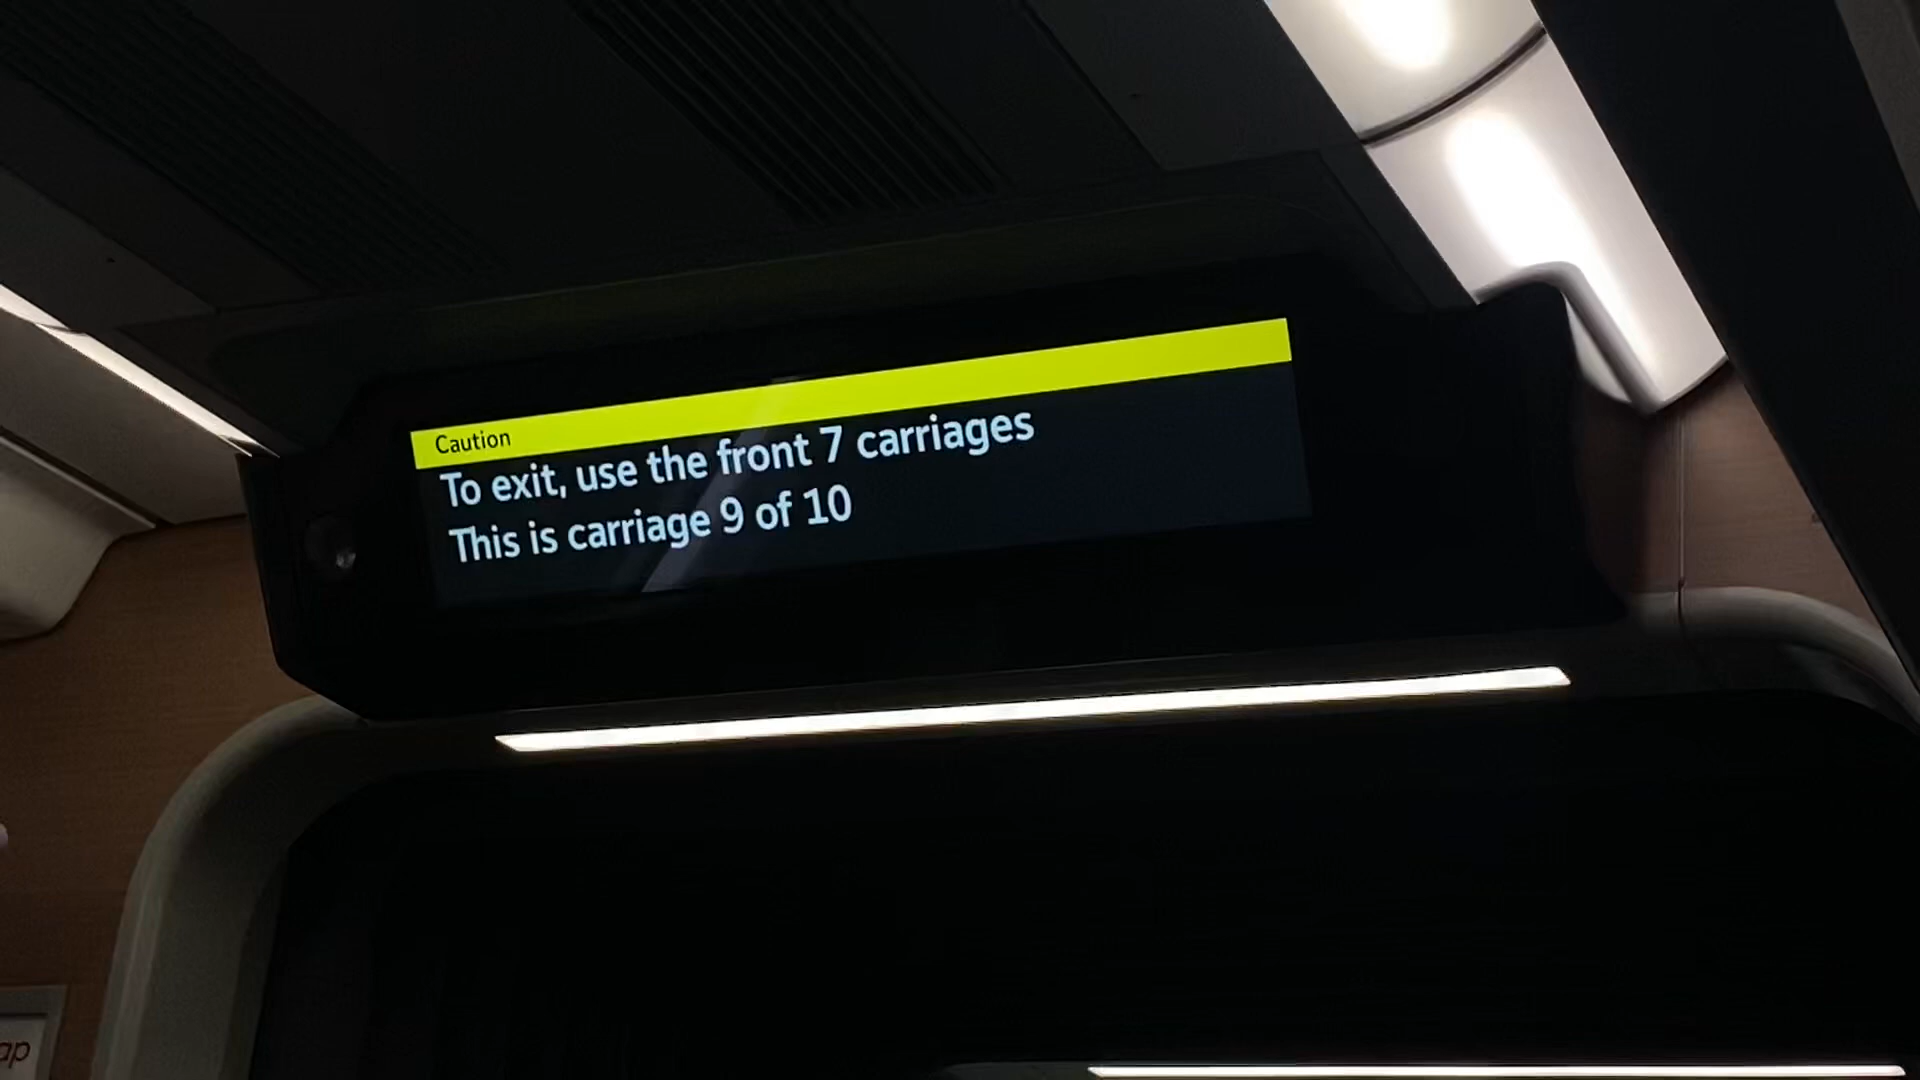 Caution
To exit, use the front 7 carriages
This is carriage 9 of 10